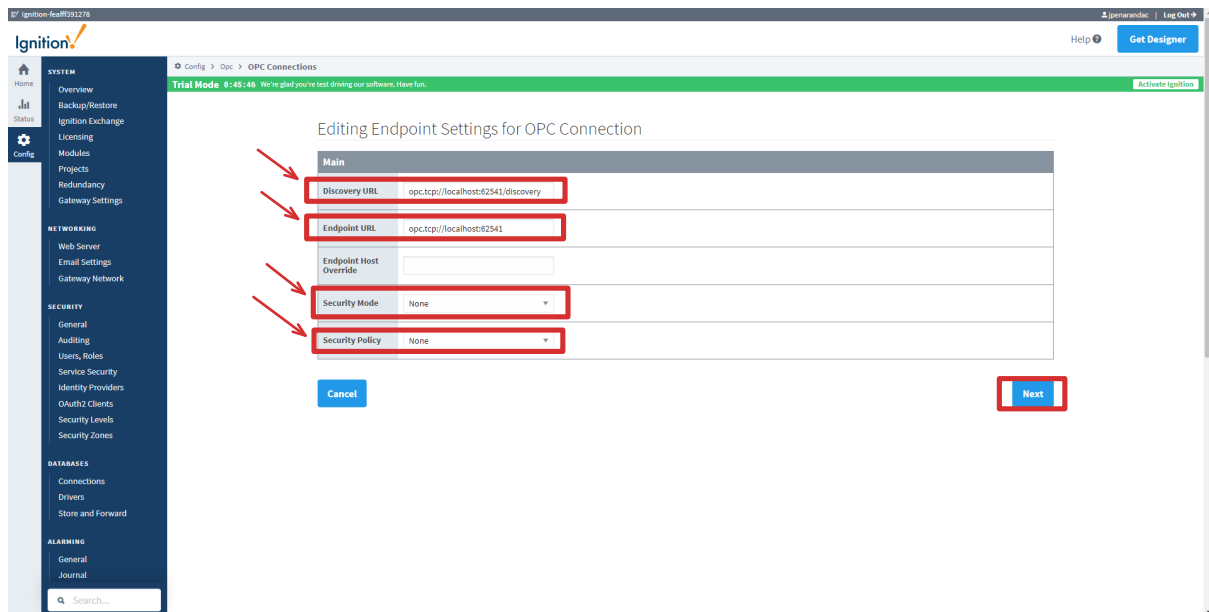 Ignition-feafff391278
jpenarandac | Log Out
Ignition!
Help
Get Designer
Home
Status
Config
SYSTEM
Overview
Backup/Restore
Ignition Exchange
Licensing
Modules
Projects
Redundancy
Gateway Settings
NETWORKING
Web Server
Email Settings
Gateway Network
SECURITY
General
Auditing
Users, Roles
Service Security
Identity Providers
OAuth2 Clients
Security Levels
Security Zones
DATABASES
Connections
Drivers
Store and Forward
ALARMING
General
Journal
Search...
Config > Opc > OPC Connections
Trial Mode 0:45:46 We're glad you're test driving our software. Have fun.
Activate Ignition
Editing Endpoint Settings for OPC Connection
Main
Discovery URL opc.tcp://localhost:62541/discovery
Endpoint URL opc.tcp://localhost:62541
Endpoint Host
Override
Security Mode None
Security Policy None
Cancel
Next